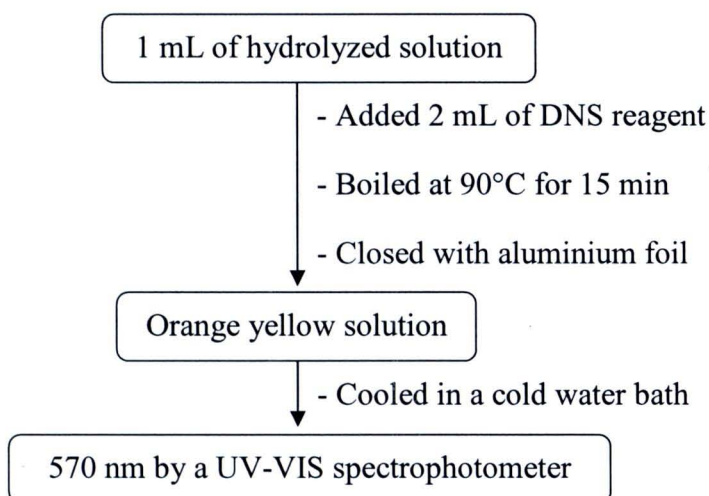 1 mL of hydrolyzed solution
- Added 2 mL of DNS reagent
- Boiled at 90°C for 15 min
- Closed with aluminium foil
Orange yellow solution
- Cooled in a cold water bath
570 nm by a UV-VIS spectrophotometer